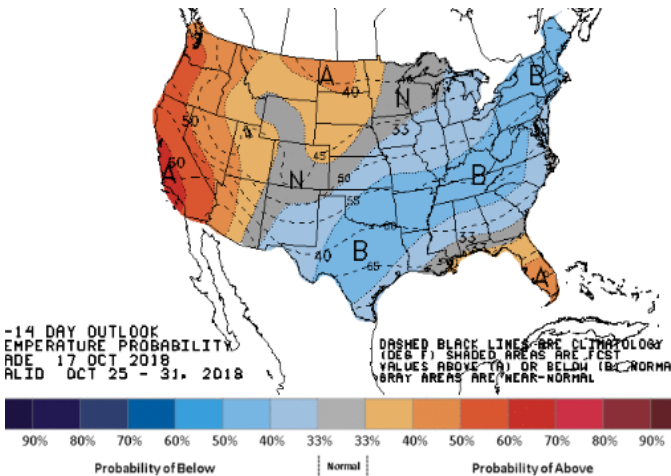 A
B
N
40
50
33
60
45
A
N
50
B
55
60
33
B
40
65
50
A
-14 DAY OUTLOOK
EMPERATURE PROBABILITY
ADE 17 OCT 2018
ALID OCT 25 - 31, 2018
DASHED BLACK LINES ARE CLIMATOLOGY
(DEG F) SHADED AREAS ARE FCST
VALUES ABOVE (A) OR BELOW (B) NORMA
GRAY AREAS ARE NEAR-NORMAL
90% 80% 70% 60% 50% 40% 33% 33% 40% 50% 60% 70% 80% 90%
Probability of Below Normal Probability of Above